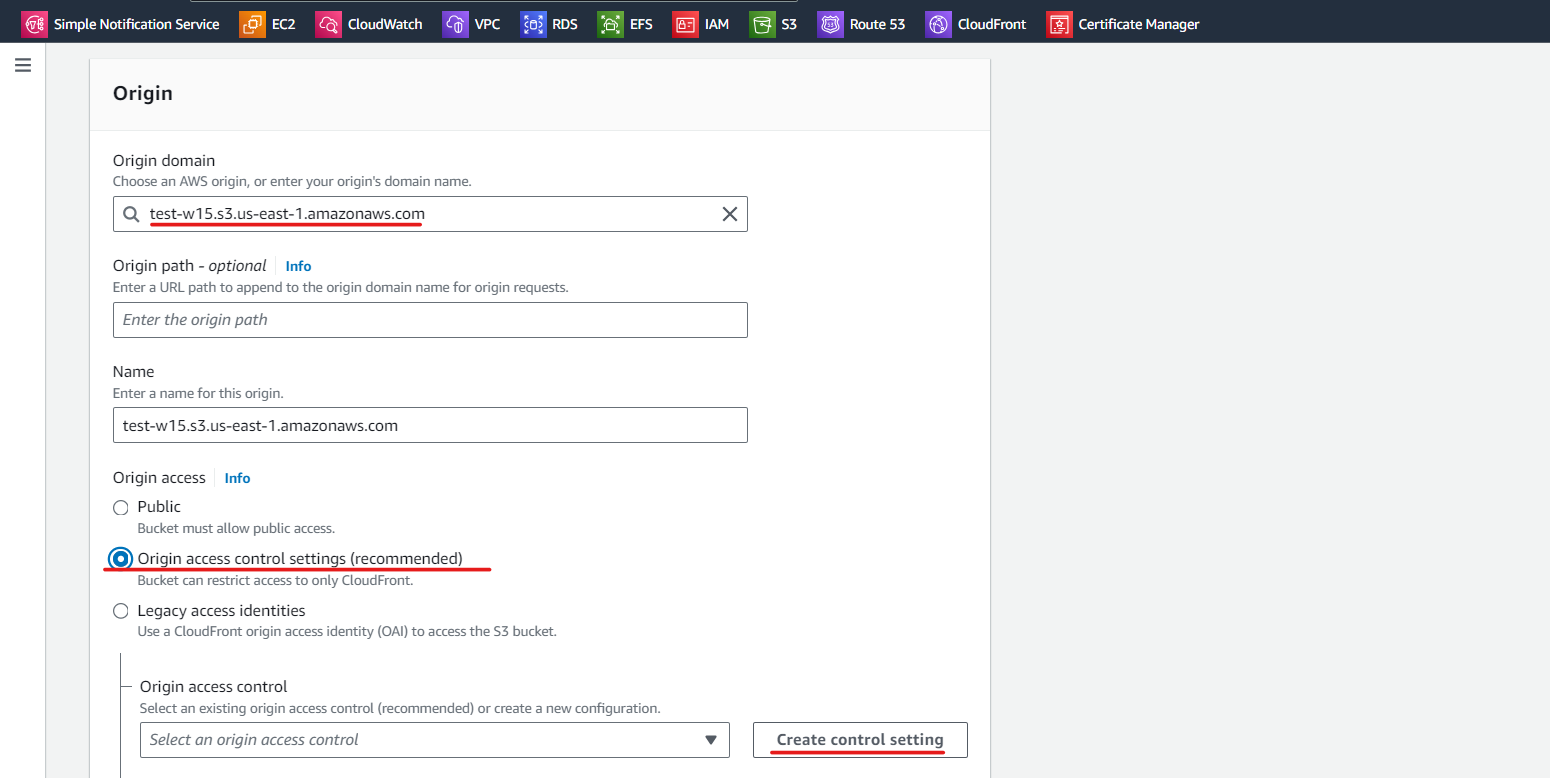 Simple Notification Service EC2 CloudWatch VPC RDS EFS IAM S3 Route 53 CloudFront Certificate Manager
Origin
Origin domain
Choose an AWS origin, or enter your origin's domain name.
test-w15.s3.us-east-1.amazonaws.com
Origin path - optional Info
Enter a URL path to append to the origin domain name for origin requests.
Enter the origin path
Name
Enter a name for this origin.
test-w15.s3.us-east-1.amazonaws.com
Origin access Info
Public
Bucket must allow public access.
Origin access control settings (recommended)
Bucket can restrict access to only CloudFront.
Legacy access identities
Use a CloudFront origin access identity (OAI) to access the S3 bucket.
Origin access control
Select an existing origin access control (recommended) or create a new configuration.
Select an origin access control Create control setting